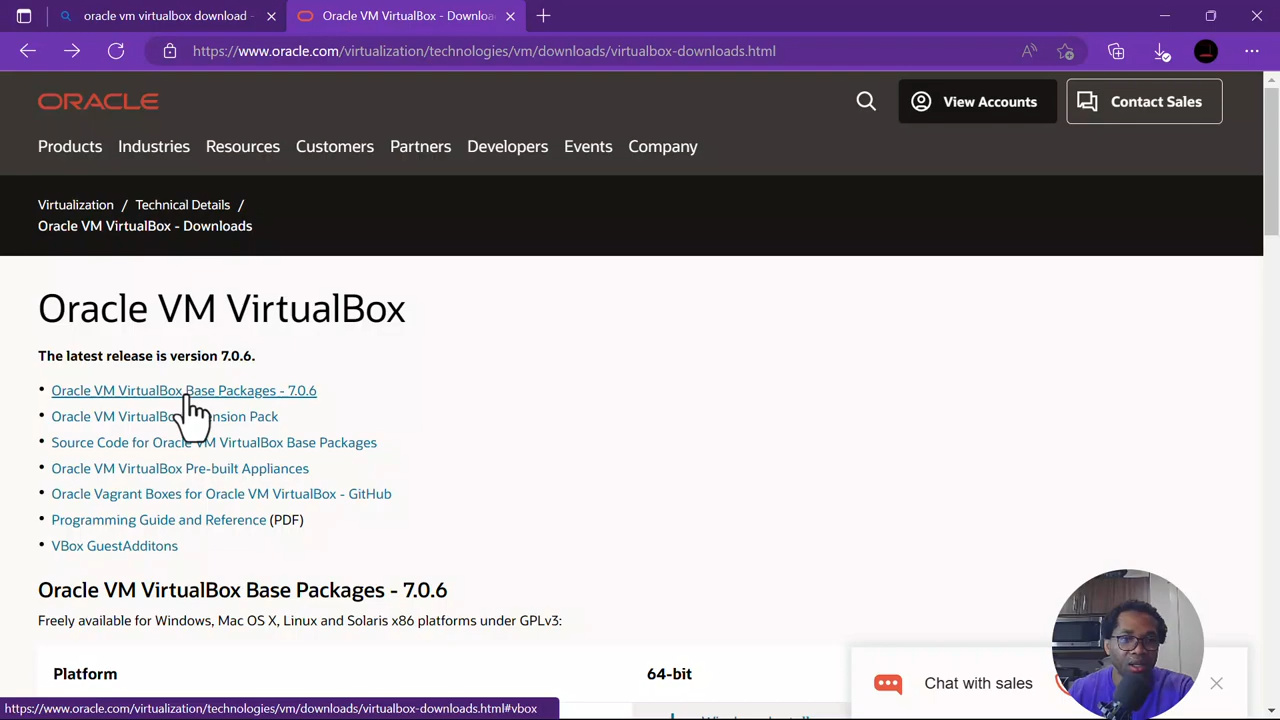 oracle vm virtualbox download -
Oracle VM VirtualBox - Downloa
https://www.oracle.com/virtualization/technologies/vm/downloads/virtualbox-downloads.html
ORACLE
View Accounts
Contact Sales
Products Industries Resources Customers Partners Developers Events Company
Virtualization / Technical Details /
Oracle VM VirtualBox - Downloads
Oracle VM VirtualBox
The latest release is version 7.0.6.
• Oracle VM VirtualBox Base Packages - 7.0.6
• Oracle VM Pack
• Source Code for Oracle VM VirtualBox Base Packages
• Oracle VM VirtualBox Pre-built Appliances
• Oracle Vagrant Boxes for Oracle VM VirtualBox - GitHub
• Programming Guide and Reference (PDF)
• VBox GuestAdditons
Oracle VM VirtualBox Base Packages - 7.0.6
Freely available for Windows, Mac OS X, Linux and Solaris x86 platforms under GPLv3:
Platform 64-bit
Chat with sales
https://www.oracle.com/virtualization/technologies/vm/downloads/virtualbox-downloads.html#vbox